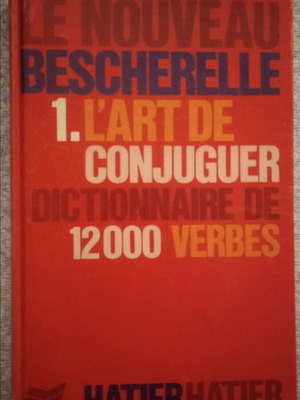 LE NOUVEAU
BESCHERELLE
1. L'ART DE
CONJUGUER
DICTIONNAIRE DE
12000 VERBES
HATIER HATIER